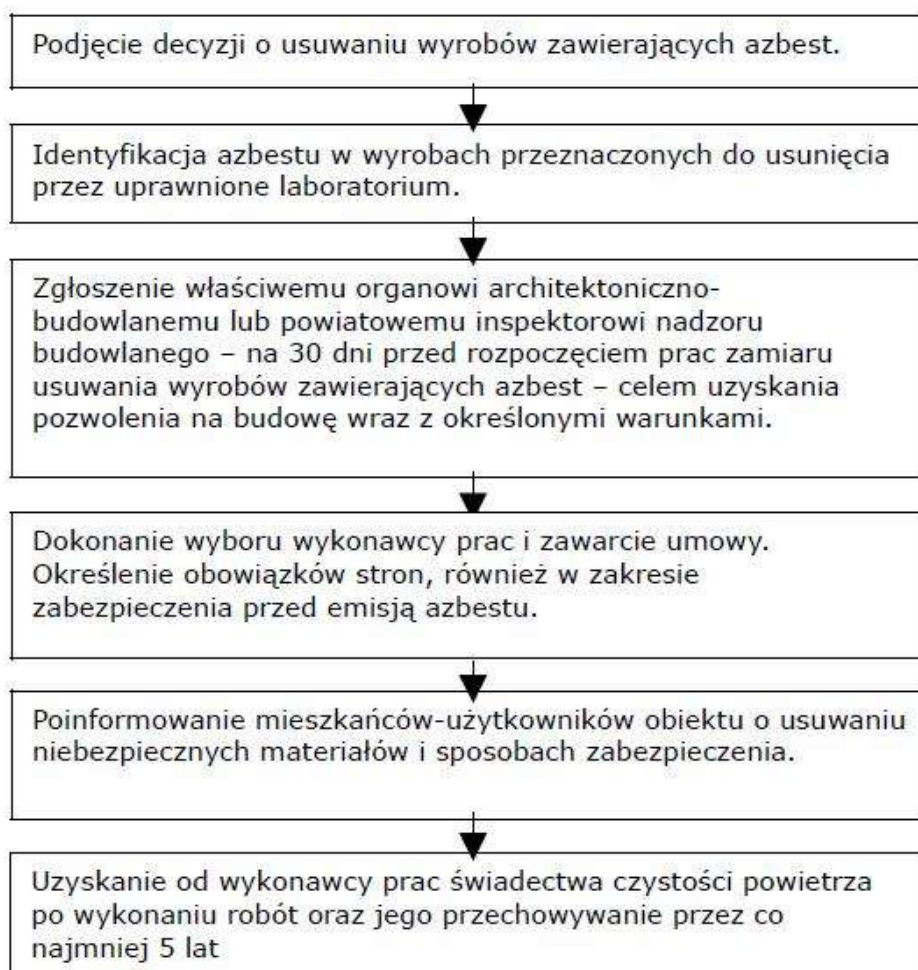 Podjęcie decyzji o usuwaniu wyrobów zawierających azbest.
Identyfikacja azbestu w wyrobach przeznaczonych do usunięcia
przez uprawnione laboratorium.
Zgłoszenie właściwemu organowi architektoniczno-
budowlanemu lub powiatowemu inspektorowi nadzoru
budowlanego – na 30 dni przed rozpoczęciem prac zamiaru
usuwania wyrobów zawierających azbest – celem uzyskania
pozwolenia na budowę wraz z określonymi warunkami.
Dokonanie wyboru wykonawcy prac i zawarcie umowy.
Określenie obowiązków stron, również w zakresie
zabezpieczenia przed emisją azbestu.
Poinformowanie mieszkańców-użytkowników obiektu o usuwaniu
niebezpiecznych materiałów i sposobach zabezpieczenia.
Uzyskanie od wykonawcy prac świadectwa czystości powietrza
po wykonaniu robót oraz jego przechowywanie przez co
najmniej 5 lat